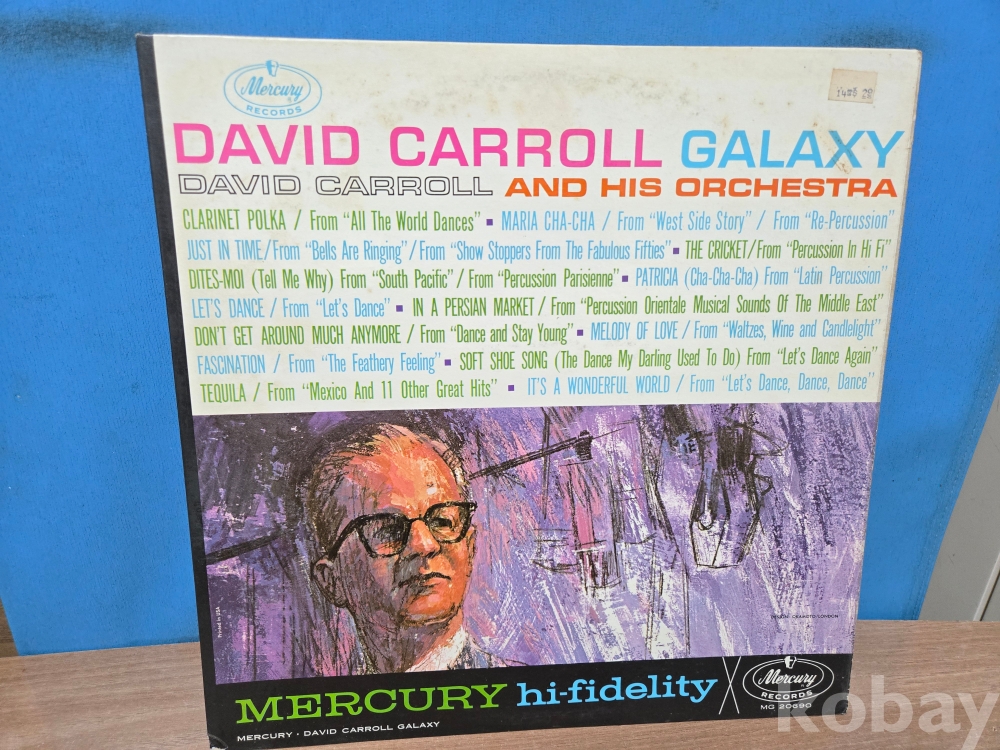 Mercury
RECORDS
DAVID CARROLL GALAXY
DAVID CARROLL AND HIS ORCHESTRA
CLARINET POLKA / From "All The World Dances" ▪ MARIA CHA-CHA / From "West Side Story" / From "Re-Percussion"
JUST IN TIME/From "Bells Are Ringing"/From "Show Stoppers From The Fabulous Fifties" ▪ THE CRICKET/From "Percussion In Hi Fi"
DITES-MOI (Tell Me Why) From "South Pacific" / From "Percussion Parisienne" ▪ PATRICIA (Cha-Cha-Cha) From "Latin Percussion"
LET'S DANCE / From "Let's Dance" ▪ IN A PERSIAN MARKET / From "Percussion Orientale Musical Sounds Of The Middle East"
DON'T GET AROUND MUCH ANYMORE / From "Dance and Stay Young" ▪ MELODY OF LOVE / From "Waltzes, Wine and Candlelight"
FASCINATION / From "The Feathery Feeling" ▪ SOFT SHOE SONG (The Dance My Darling Used To Do) From "Let's Dance Again"
TEQUILA / From "Mexico And 11 Other Great Hits" ▪ IT'S A WONDERFUL WORLD / From "Let's Dance, Dance, Dance"
Printed in USA
MERCURY hi-fidelity
Mercury
RECORDS
MG 20690
MERCURY · DAVID CARROLL GALAXY
kobay